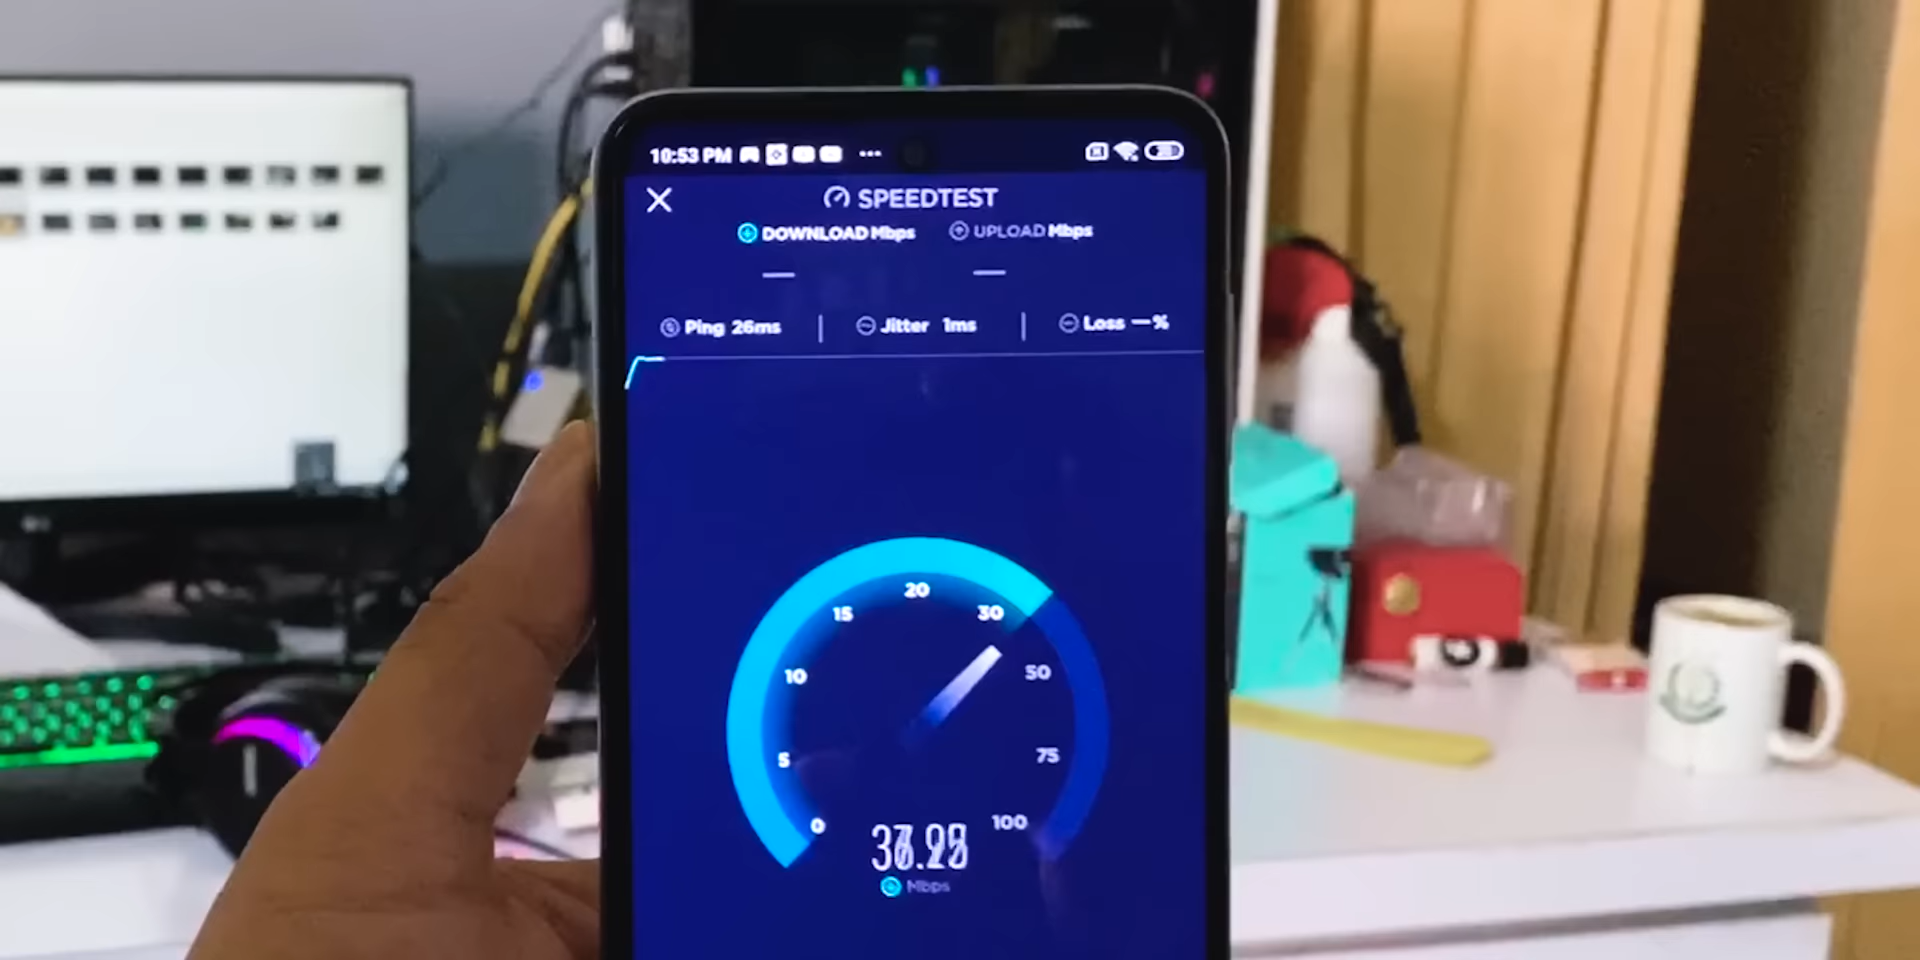 10:53 PM
SPEEDTEST
DOWNLOAD Mbps UPLOAD Mbps
— —
Ping 26ms | Jitter 1ms | Loss —%
0
5
10
15
20
30
50
75
100
Mbps